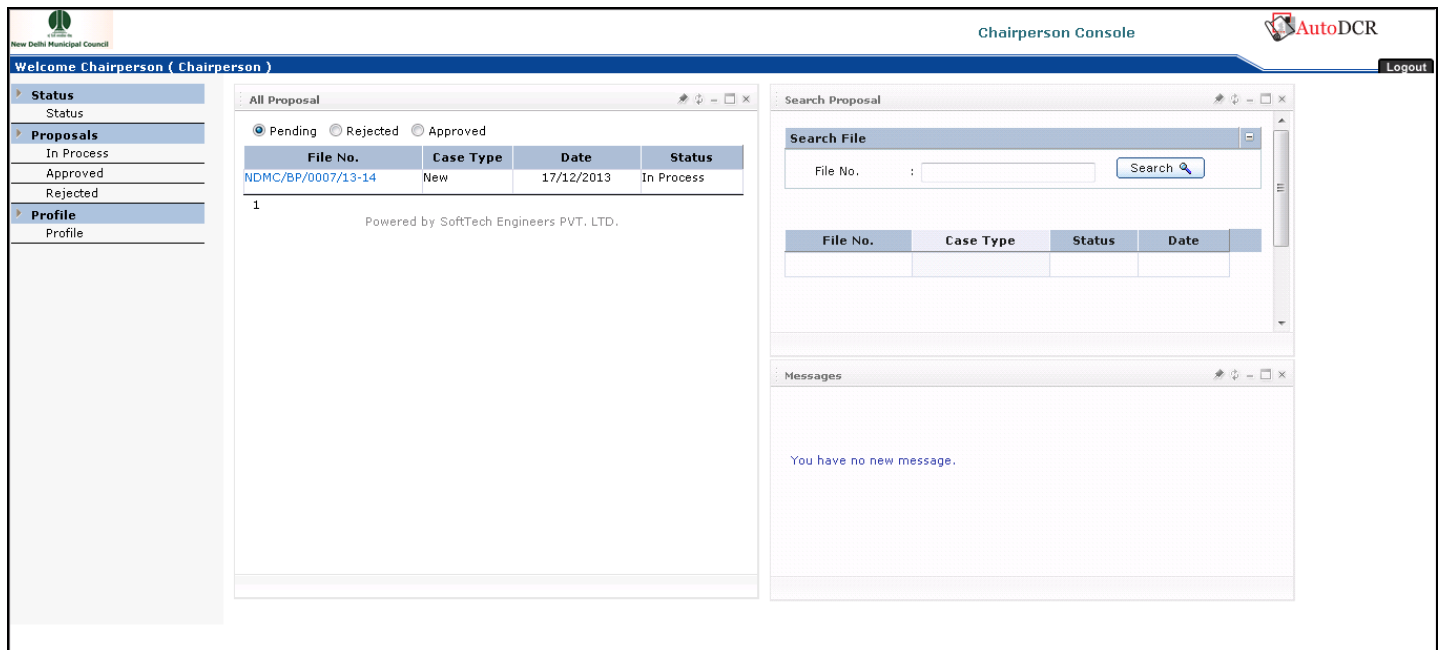 New Delhi Municipal Council
Chairperson Console
AutoDCR
Welcome Chairperson ( Chairperson )
Logout
Status
Status
Proposals
In Process
Approved
Rejected
Profile
Profile
All Proposal
Pending Rejected Approved
File No. Case Type Date Status
NDMC/BP/0007/13-14 New 17/12/2013 In Process
1
Powered by SoftTech Engineers PVT. LTD.
Search Proposal
Search File
File No. : Search
File No. Case Type Status Date
Messages
You have no new message.